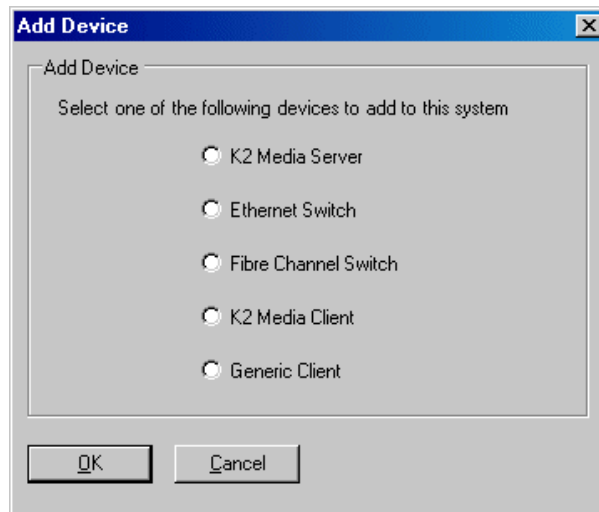 Add Device
Add Device
Select one of the following devices to add to this system
K2 Media Server
Ethernet Switch
Fibre Channel Switch
K2 Media Client
Generic Client
OK
Cancel